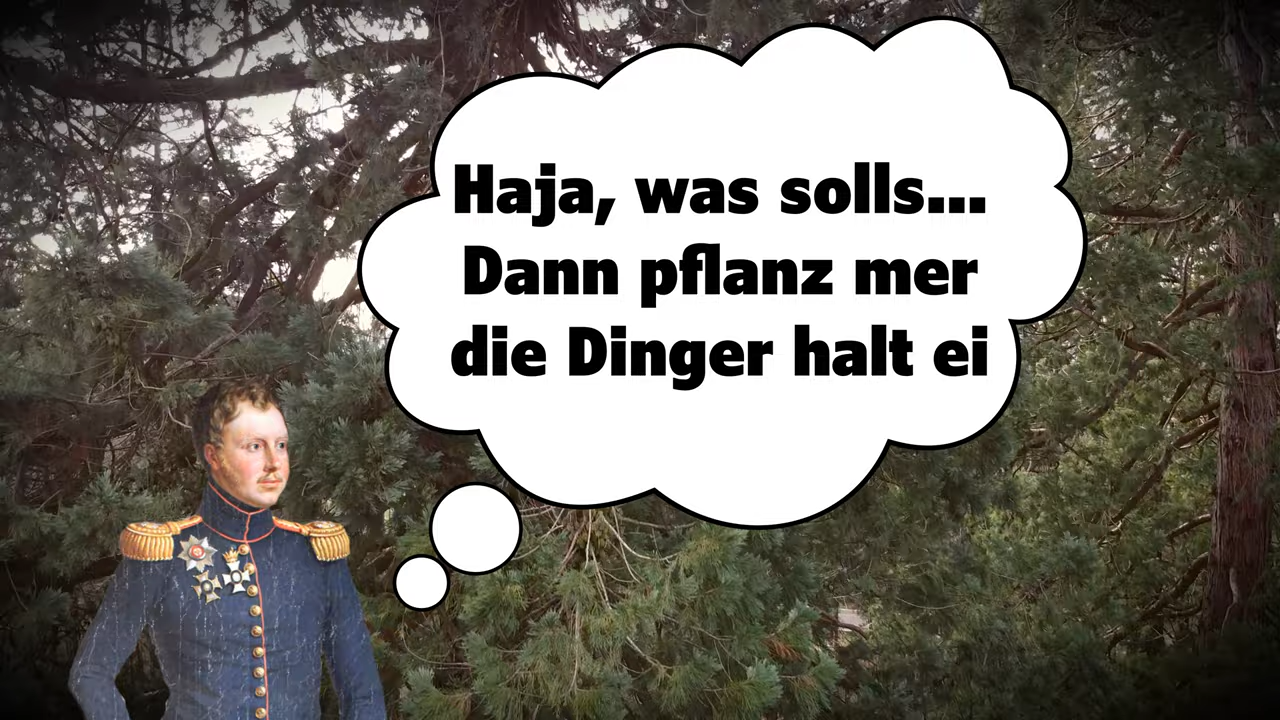 Haja, was solls...
Dann pflanz mer
die Dinger halt ei